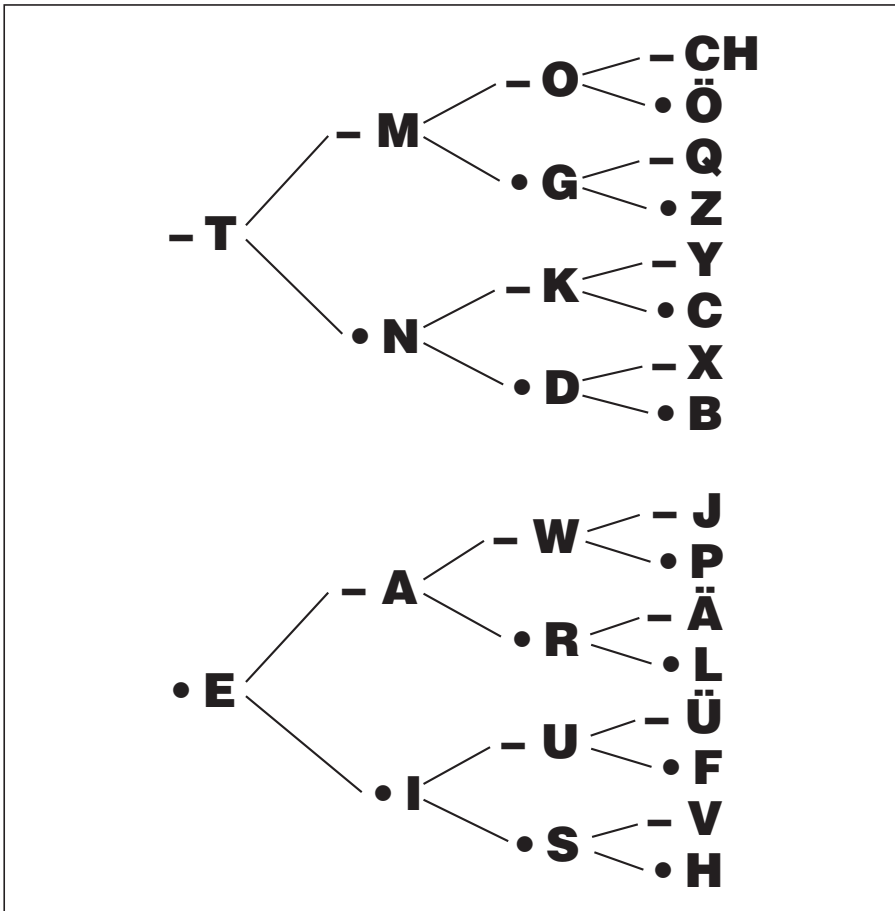 – CH
– O
• Ö
– M
– Q
• G
• Z
– T
– Y
– K
• C
• N
– X
• D
• B
– J
– W
• P
– A
– Ä
• R
• L
• E
– Ü
– U
• F
• I
– V
• S
• H